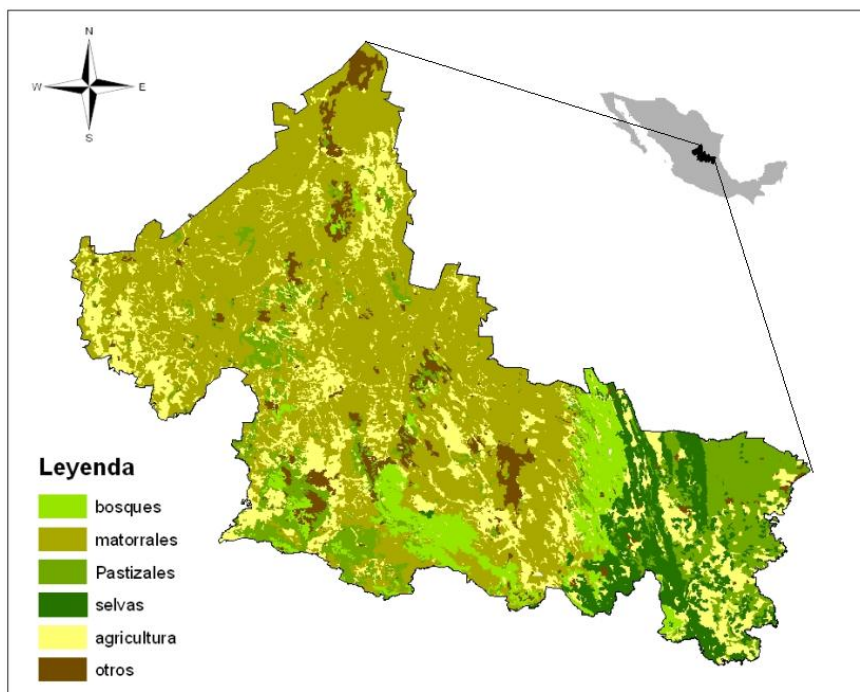 N
W E
S
Leyenda
bosques
matorrales
Pastizales
selvas
agricultura
otros